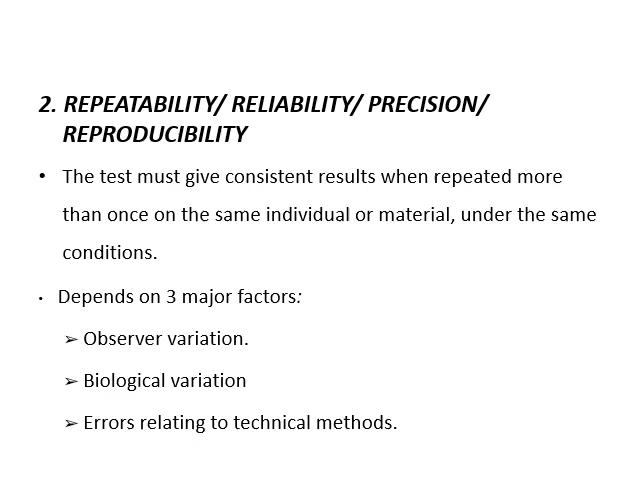 2. REPEATABILITY/ RELIABILITY/ PRECISION/
REPRODUCIBILITY
• The test must give consistent results when repeated more
than once on the same individual or material, under the same
conditions.
• Depends on 3 major factors:
➢ Observer variation.
➢ Biological variation
➢ Errors relating to technical methods.